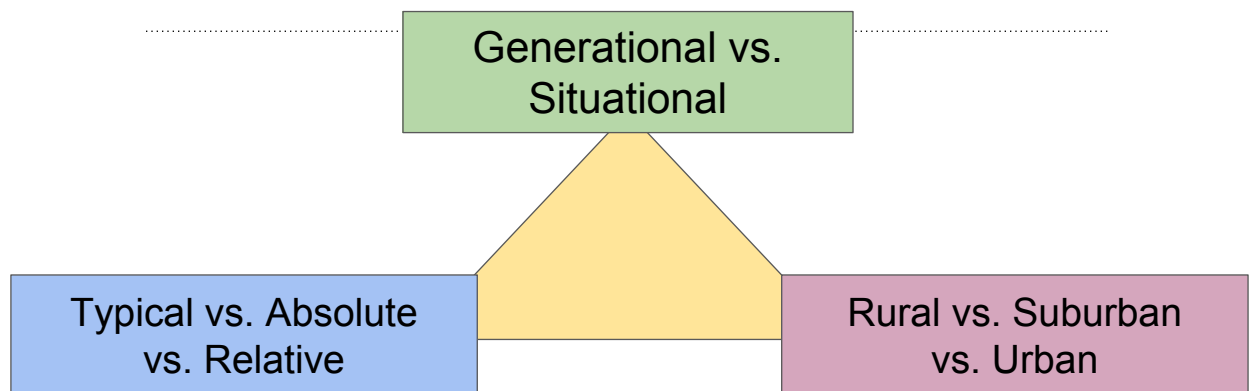 Generational vs.
Situational
Typical vs. Absolute
vs. Relative
Rural vs. Suburban
vs. Urban